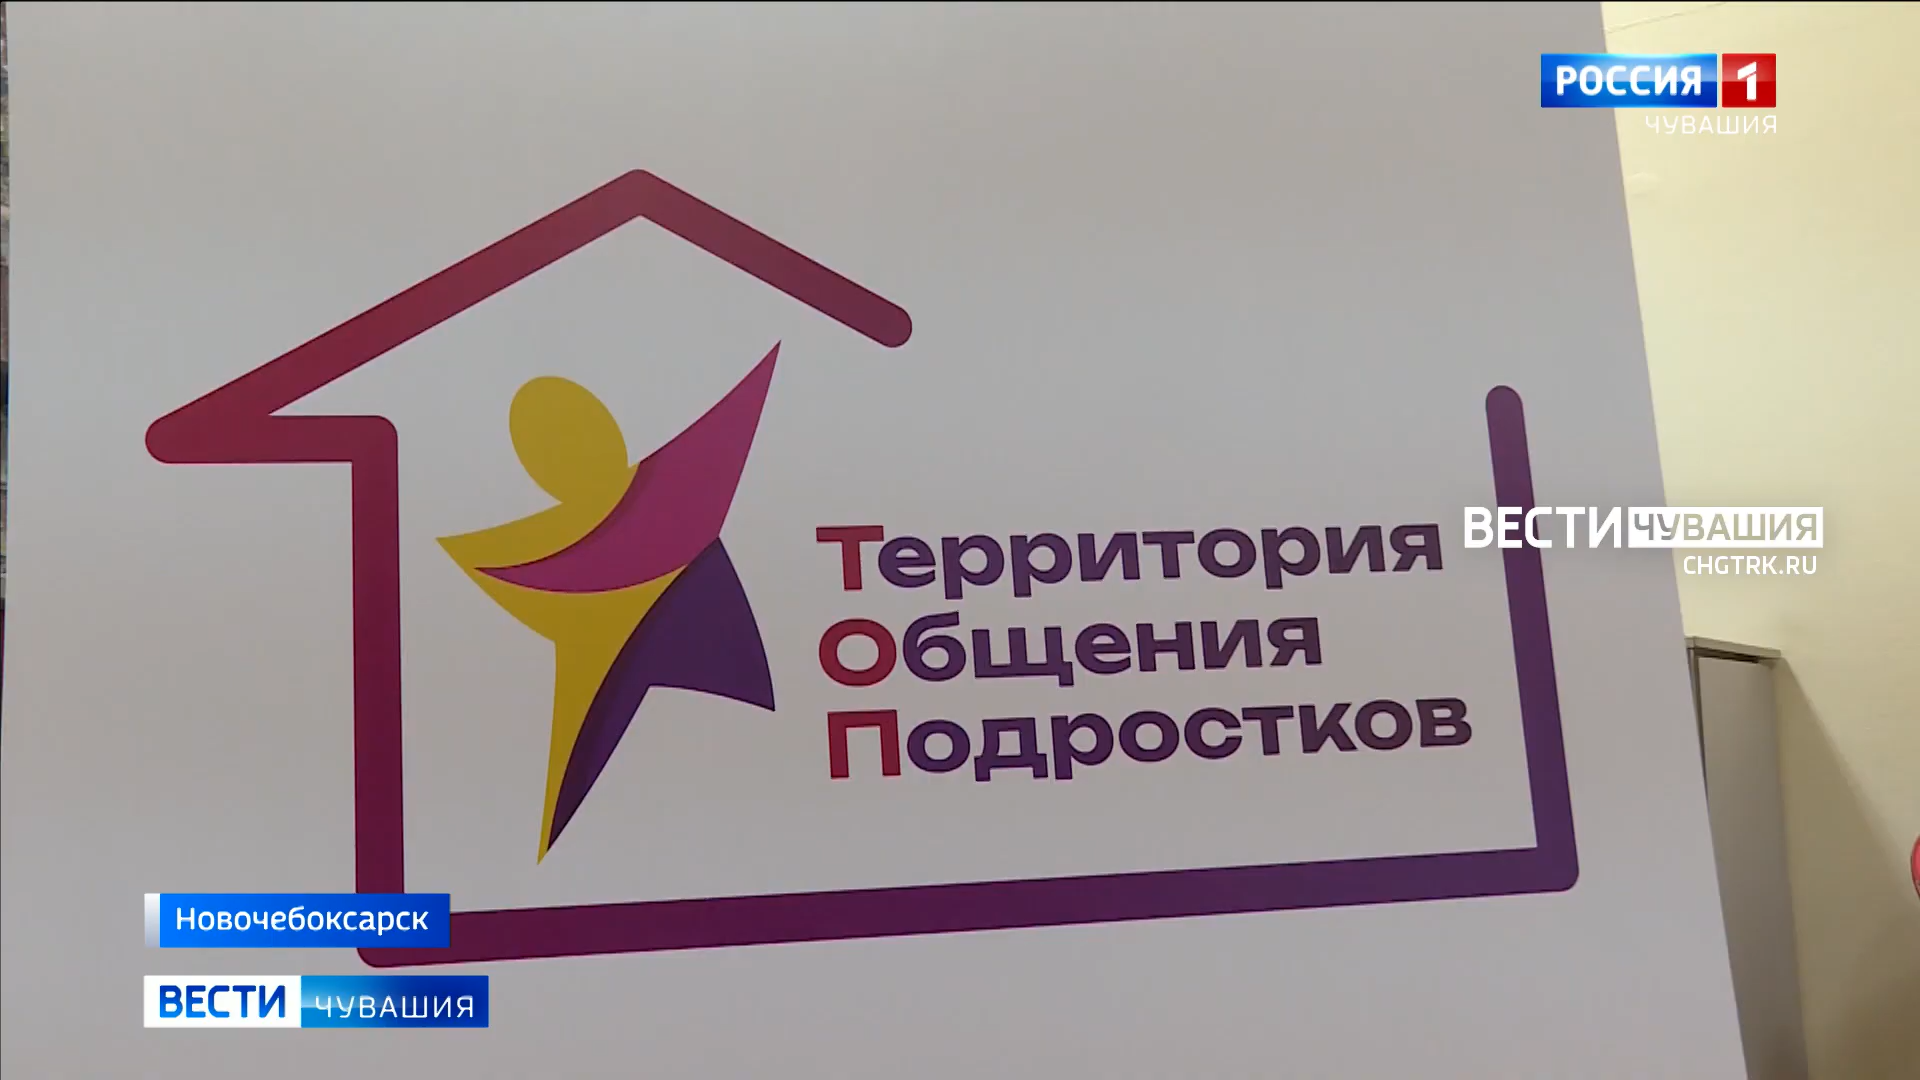 РОССИЯ 1
ЧУВАШИЯ
Территория
Общения
Подростков
ВЕСТИ ЧУВАШИЯ
CHGTRK.RU
Новочебоксарск
ВЕСТИ ЧУВАШИЯ